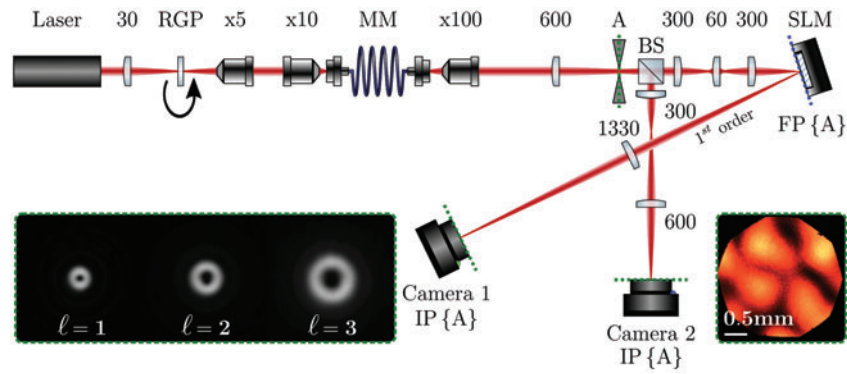 Laser 30 RGP x5 x10 MM x100 600 A 300 60 300 SLM
BS
300
1330
1st order
FP {A}
600
Camera 1
IP {A}
Camera 2
IP {A}
ℓ = 1 ℓ = 2 ℓ = 3
0.5mm